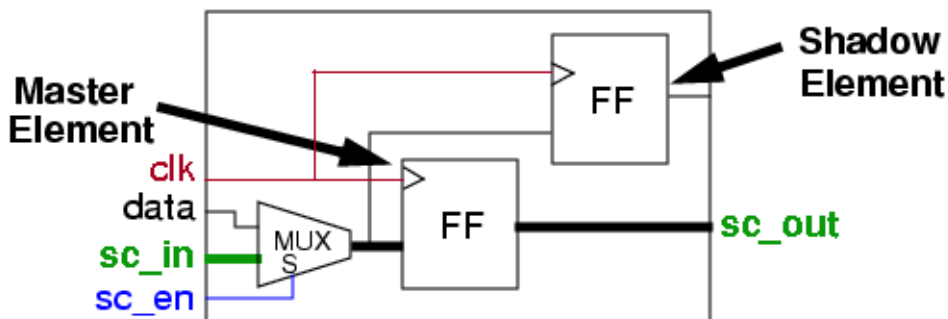 Shadow
Element
Master
Element
FF
clk
data
MUX
S
FF
sc_in
sc_out
sc_en